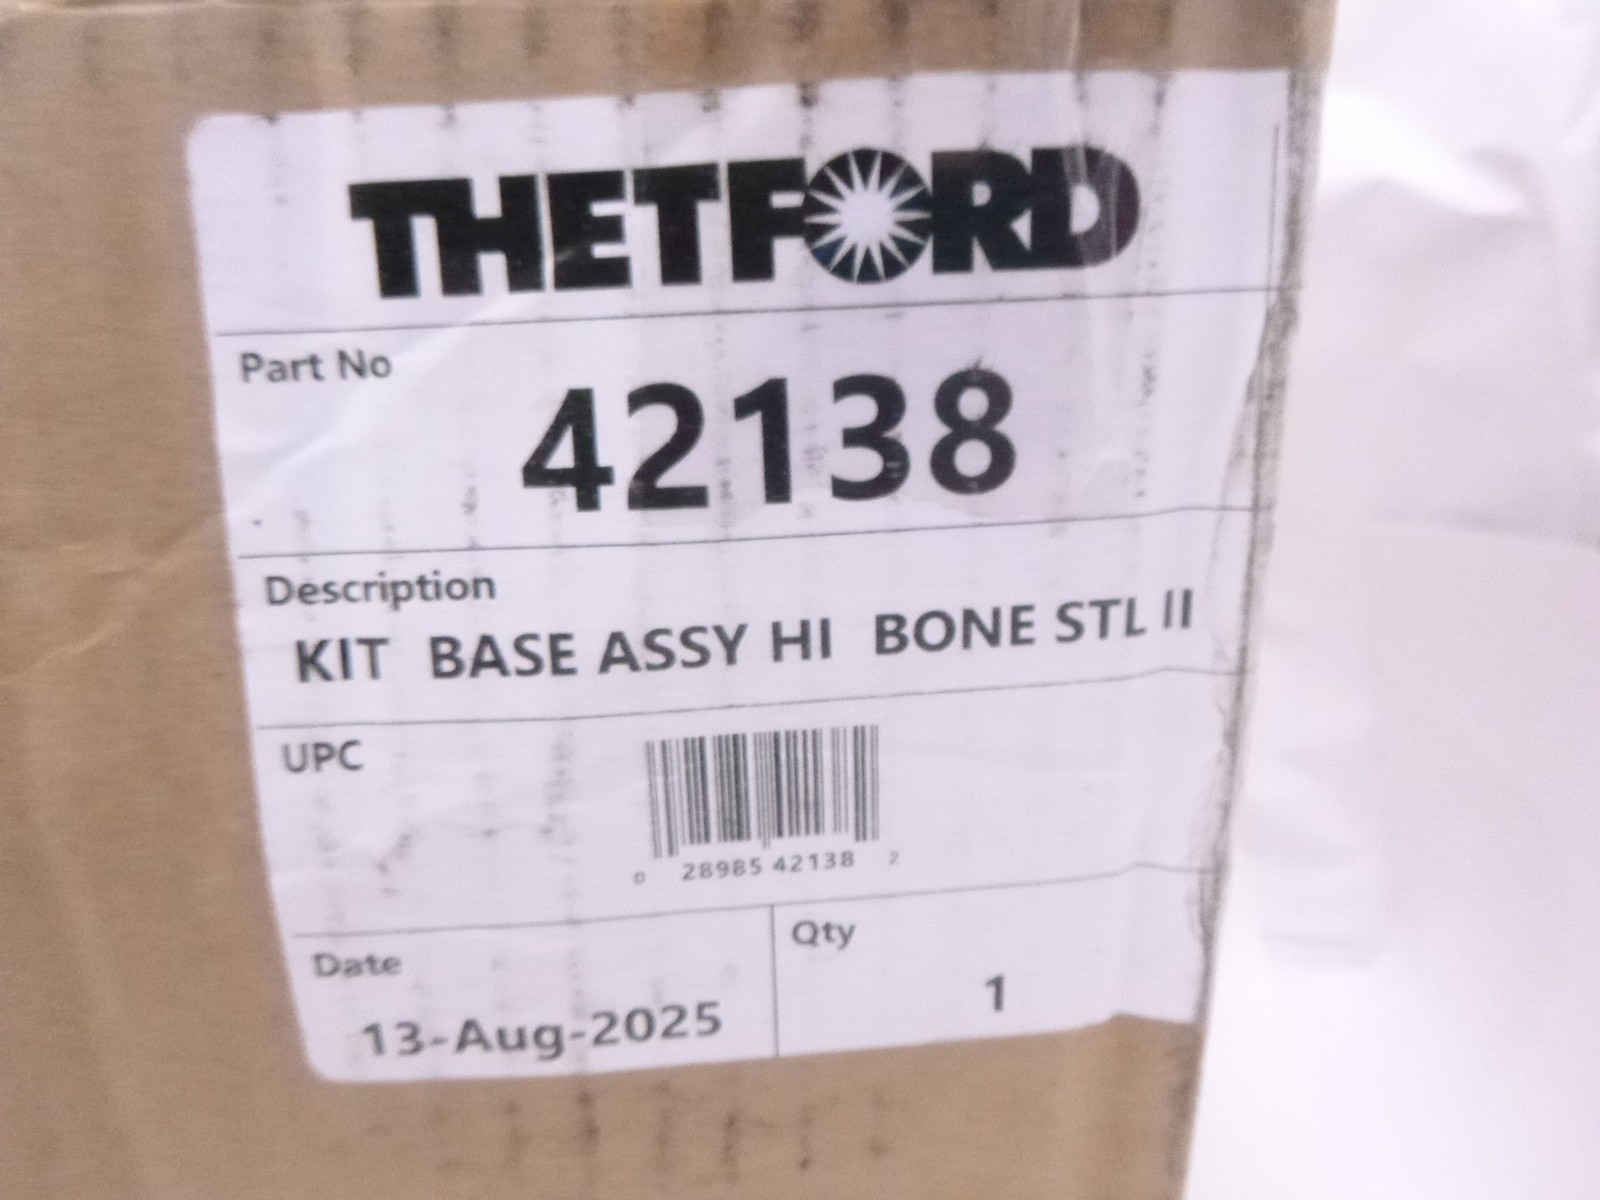 THETFORD
Part No
42138
Description
KIT BASE ASSY HI BONE STL II
UPC
0 28985 42138 2
Date
Qty
13-Aug-2025
1